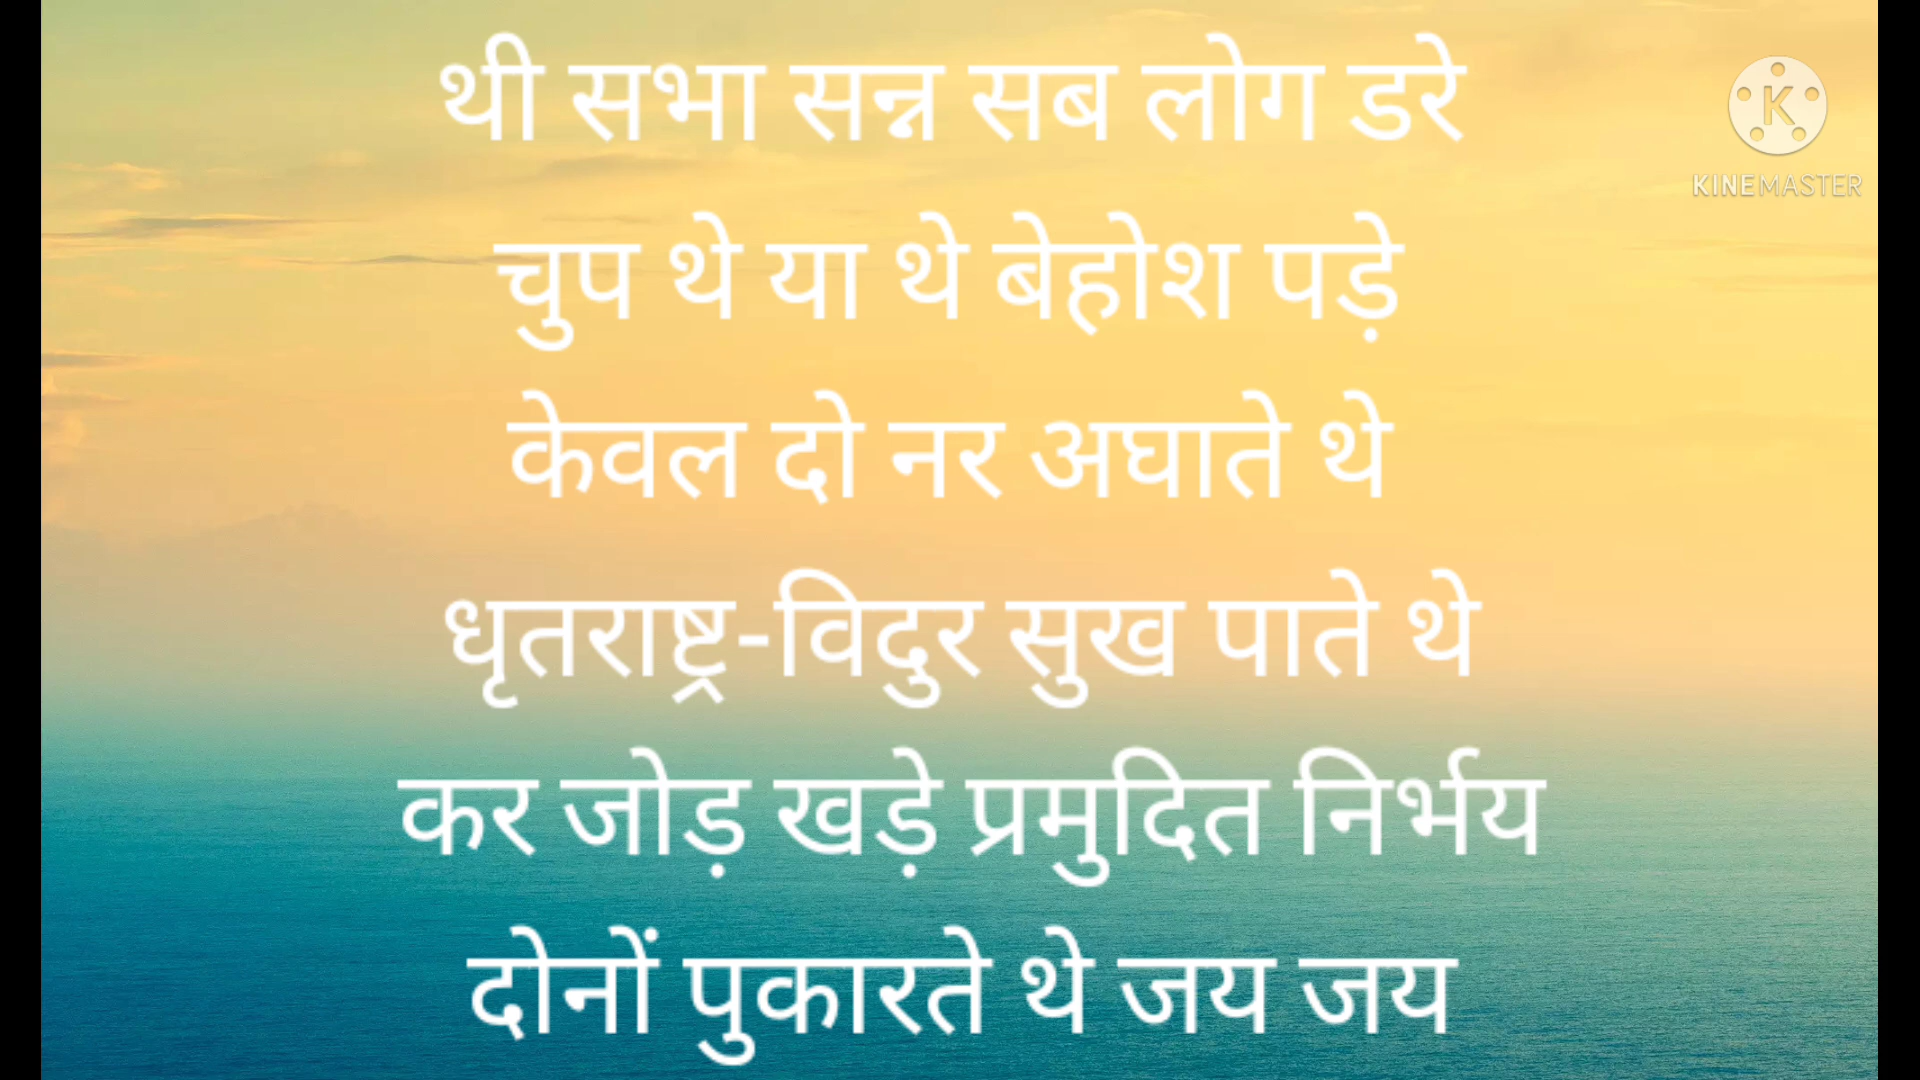 थी सभा सन्न सब लोग डरे
चुप थे या थे बेहोश पड़े
केवल दो नर अघाते थे
धृतराष्ट्र-विदुर सुख पाते थे
कर जोड़ खड़े प्रमुदित निर्भय
दोनों पुकारते थे जय जय
K
KINEMASTER